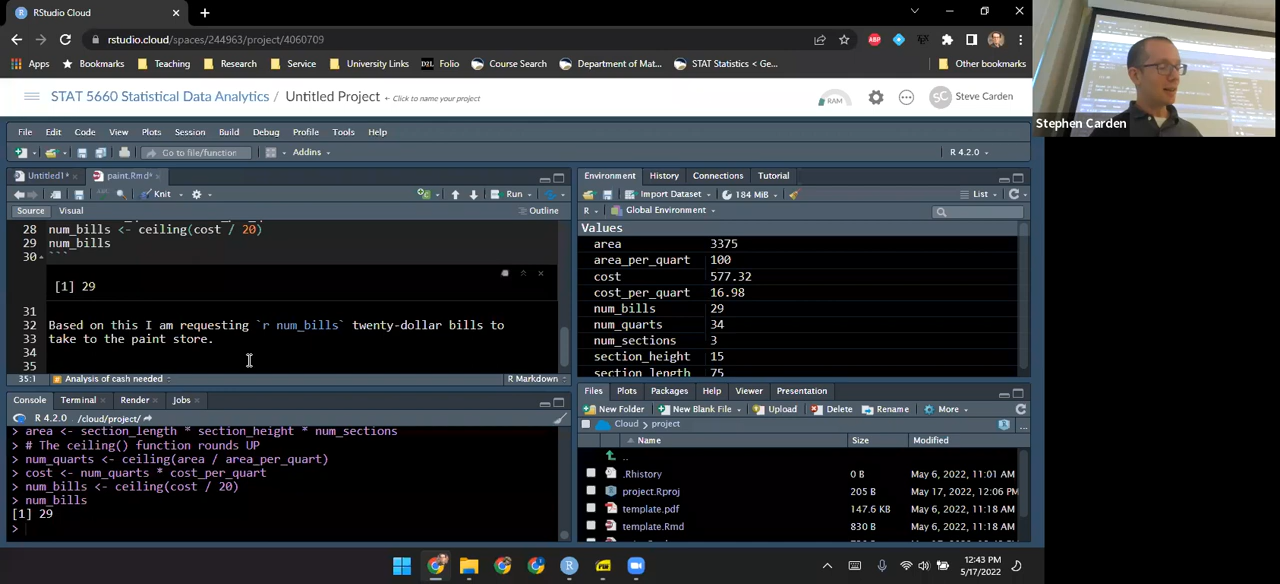 RStudio Cloud
rstudio.cloud/spaces/244963/project/4060709
Apps Bookmarks Teaching Research Service University Links D2L Folio Course Search Department of Mat... STAT Statistics < Ge... Other bookmarks
STAT 5660 Statistical Data Analytics / Untitled Project Click to name your project RAM SC Steve Carden
Stephen Carden
File Edit Code View Plots Session Build Debug Profile Tools Help
Go to file/function Addins R 4.2.0
Untitled1* paint.Rmd*
Knit Run
Source Visual Outline
28 num_bills <- ceiling(cost / 20)
29 num_bills
30 ```
[1] 29
31
32 Based on this I am requesting `r num_bills` twenty-dollar bills to
33 take to the paint store.
34
35
35:1 Analysis of cash needed R Markdown
Console Terminal Render Jobs
R 4.2.0 · /cloud/project/
> area <- section_length * section_height * num_sections
> # The ceiling() function rounds UP
> num_quarts <- ceiling(area / area_per_quart)
> cost <- num_quarts * cost_per_quart
> num_bills <- ceiling(cost / 20)
> num_bills
[1] 29
>
Environment History Connections Tutorial
Import Dataset 184 MiB List
R Global Environment
Values
area 3375
area_per_quart 100
cost 577.32
cost_per_quart 16.98
num_bills 29
num_quarts 34
num_sections 3
section_height 15
section_length 75
Files Plots Packages Help Viewer Presentation
New Folder New Blank File Upload Delete Rename More
Cloud > project
Name Size Modified
..
.Rhistory 0 B May 6, 2022, 11:01 AM
project.Rproj 205 B May 17, 2022, 12:06 PM
template.pdf 147.6 KB May 6, 2022, 11:18 AM
template.Rmd 830 B May 6, 2022, 11:18 AM
12:43 PM
5/17/2022